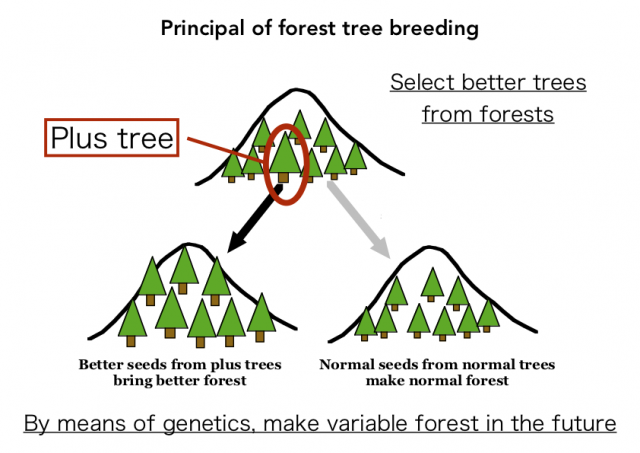 Principal of forest tree breeding
Select better trees
from forests
Plus tree
Better seeds from plus trees
bring better forest
Normal seeds from normal trees
make normal forest
By means of genetics, make variable forest in the future